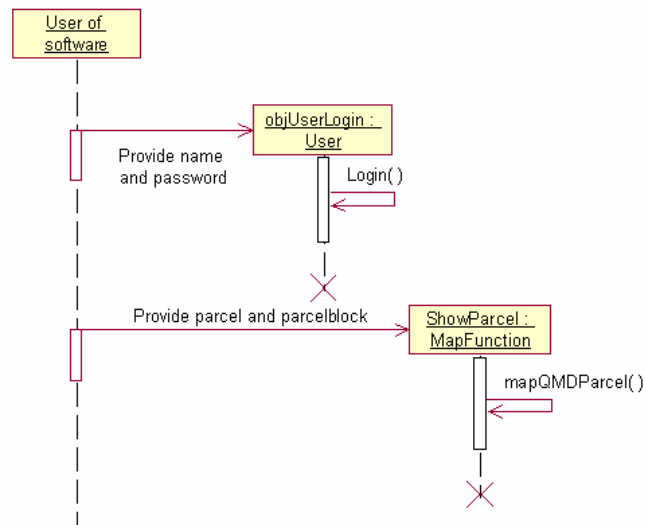 User of
software
objUserLogin :
User
Provide name
and password
Login( )
Provide parcel and parcelblock
ShowParcel :
MapFunction
mapQMDParcel( )